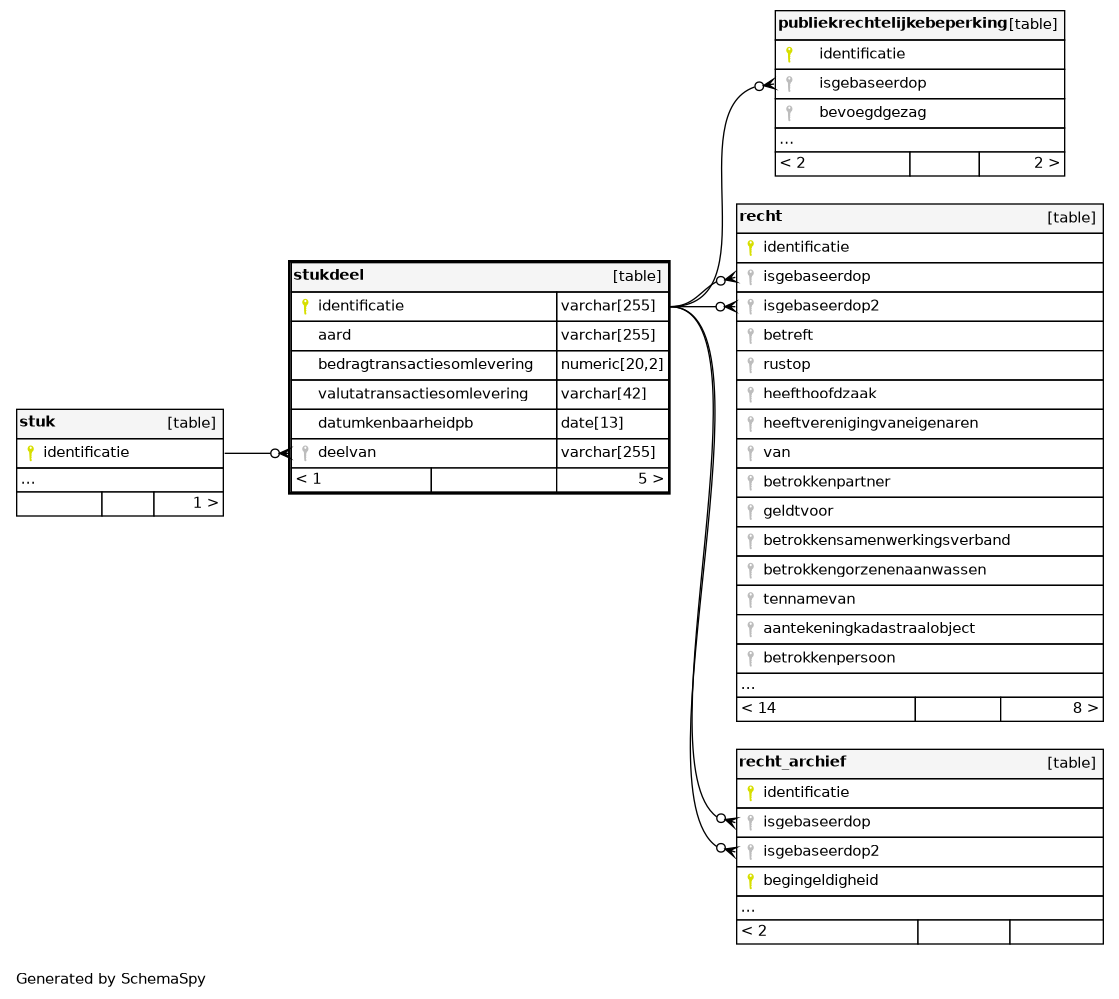 publiekrechtelijkebeperking [table]
identificatie
isgebaseerdop
bevoegdgezag
...
< 2 2 >
recht [table]
identificatie
isgebaseerdop
isgebaseerdop2
betreft
rustop
heefthoofdzaak
heeftverenigingvaneigenaren
van
betrokkenpartner
geldtvoor
betrokkensamenwerkingsverband
betrokkengorzenenaanwassen
tennamevan
aantekeningkadastraalobject
betrokkenpersoon
...
< 14 8 >
stukdeel [table]
identificatie varchar[255]
aard varchar[255]
bedragtransactiesomlevering numeric[20,2]
valutatransactiesomlevering varchar[42]
datumkenbaarheidpb date[13]
deelvan varchar[255]
< 1 5 >
stuk [table]
identificatie
...
1 >
recht_archief [table]
identificatie
isgebaseerdop
isgebaseerdop2
begingeldigheid
...
< 2
Generated by SchemaSpy